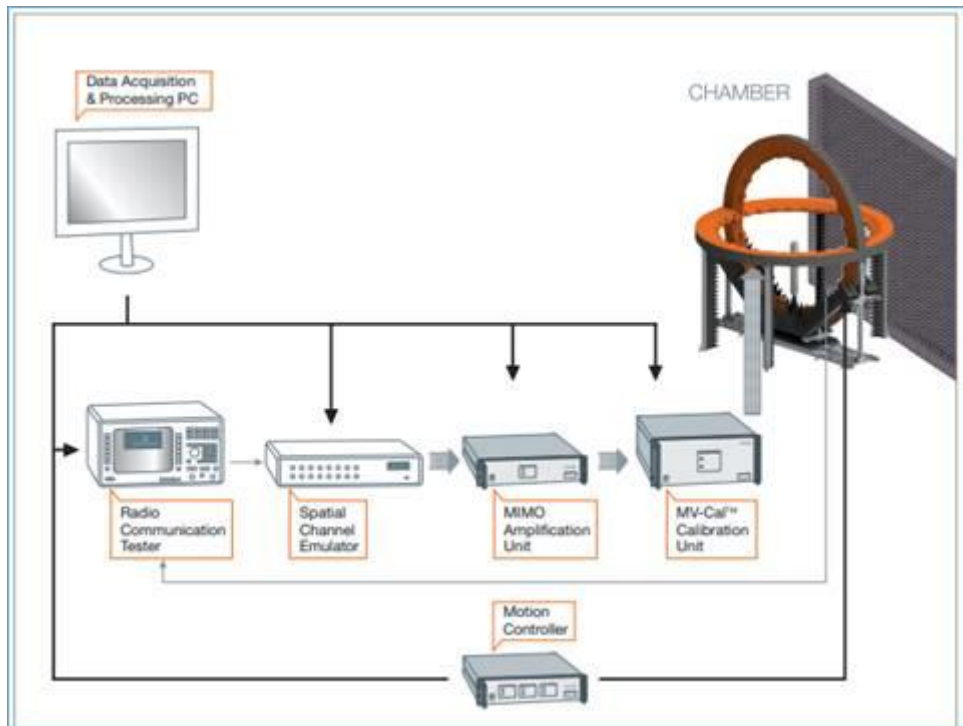 Data Acquisition
& Processing PC
CHAMBER
Radio
Communication
Tester
Spatial
Channel
Emulator
MIMO
Amplification
Unit
MV-Cal™
Calibration
Unit
Motion
Controller